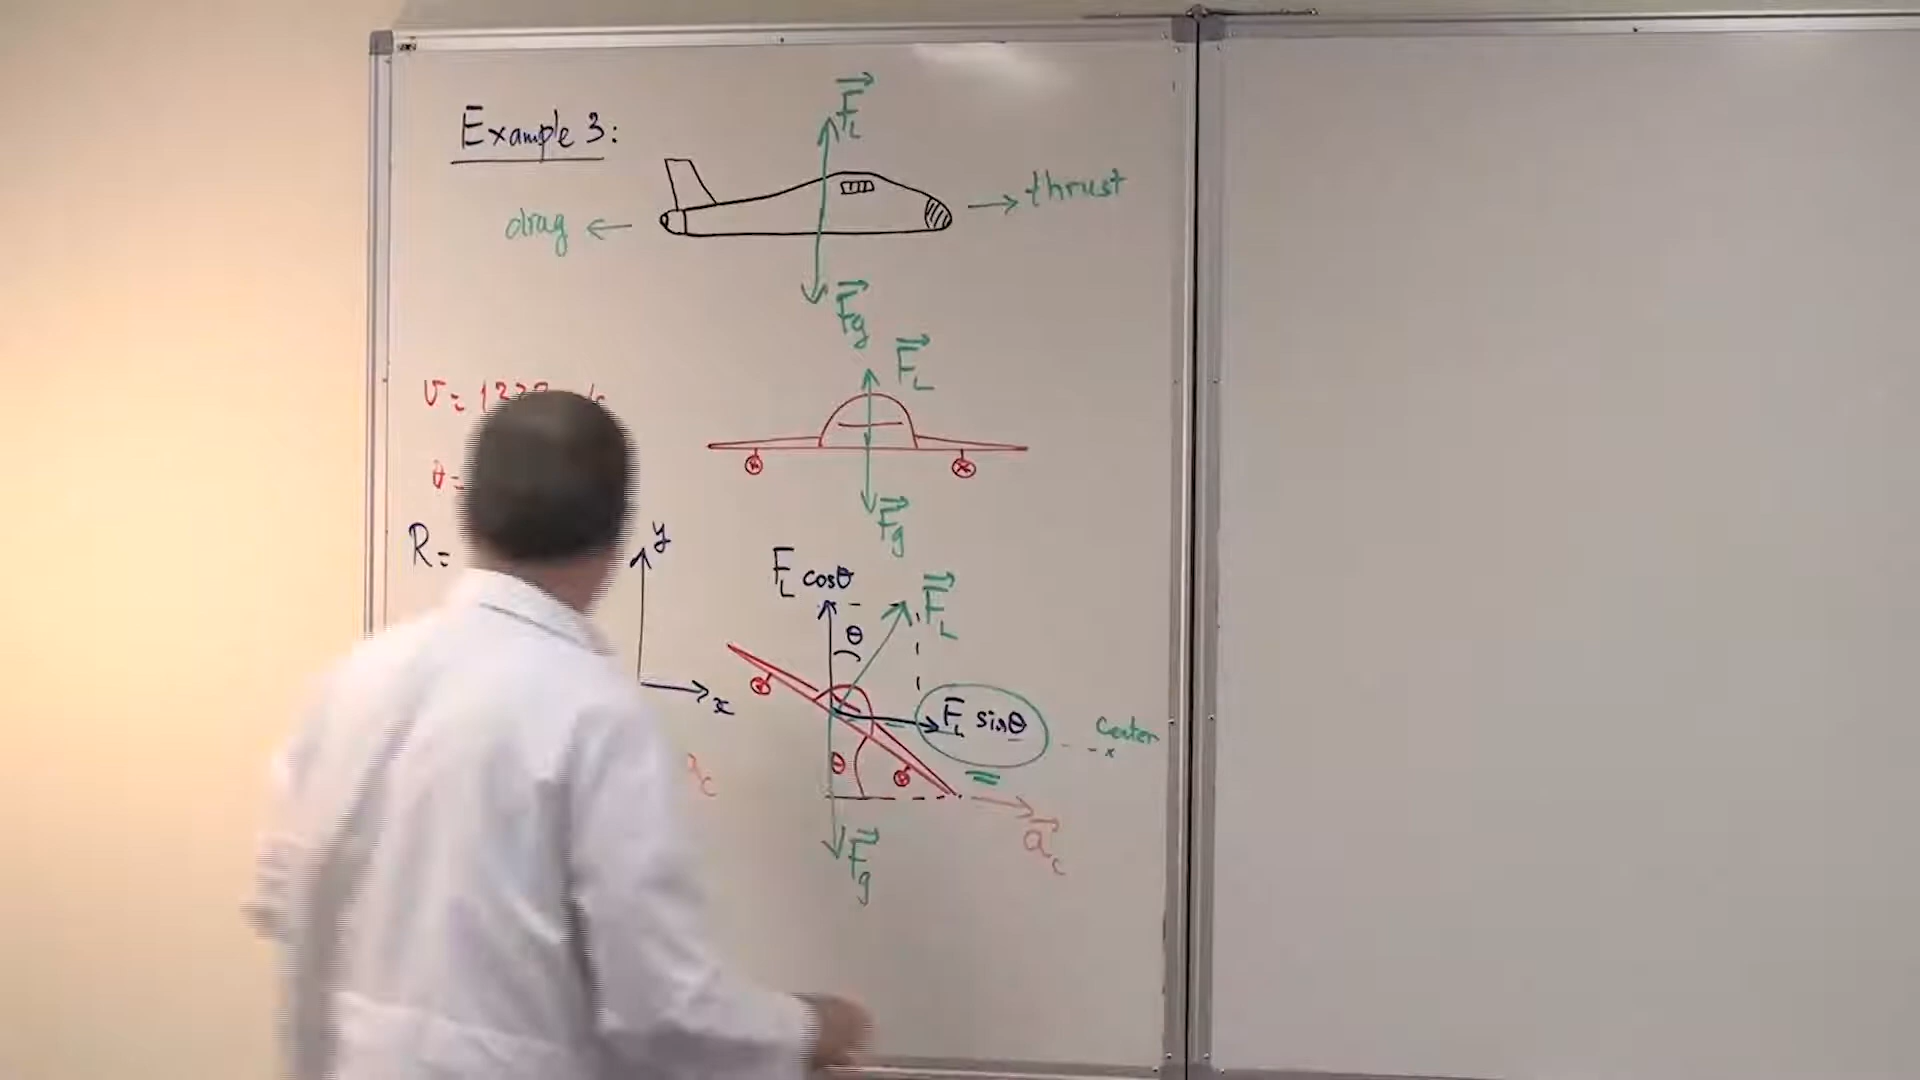 Example 3:
F_L
drag
thrust
F_g
F_L
v =
θ =
F_g
R =
y
x
F_L cosθ
θ
F_L
F_L sinθ
center
θ
a_c
a_c
F_g